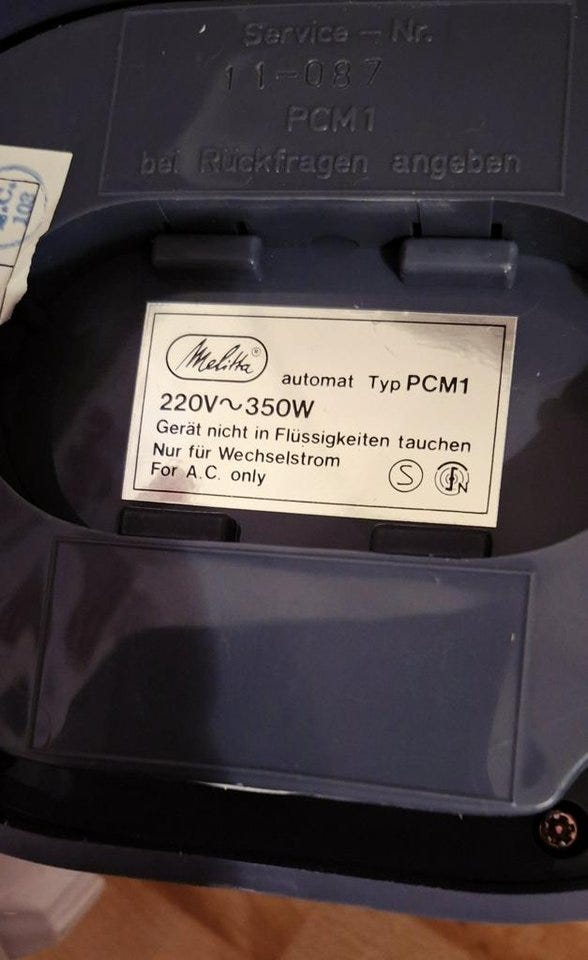 Service - Nr.
11-087
PCM1
bei Rückfragen angeben
.C.
102
Melitta®
automat Typ PCM1
220V~350W
Gerät nicht in Flüssigkeiten tauchen
Nur für Wechselstrom
For A.C. only
S
N